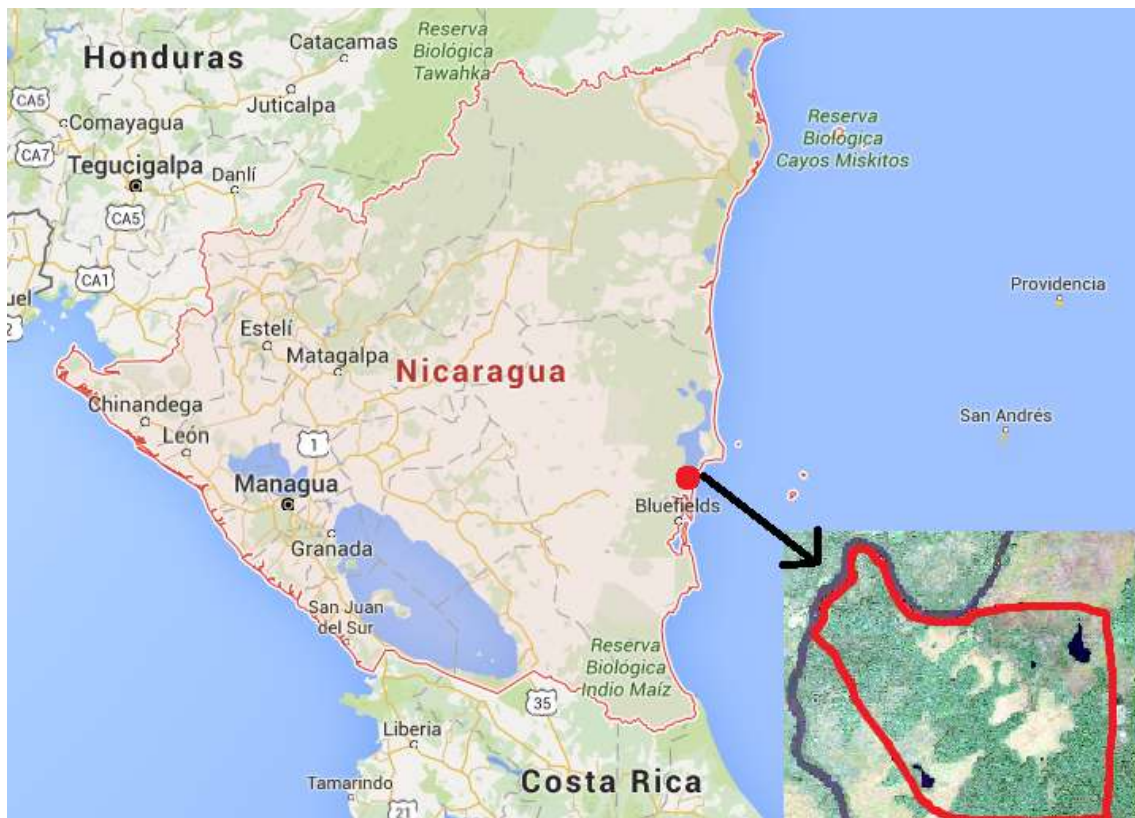 Honduras
Catacamas
Reserva
Biológica
Tawahka
CA5
Juticalpa
Comayagua
Reserva
Biológica
Cayos Miskitos
CA7
Tegucigalpa
Danlí
CA5
CA1
Providencia
uel
2
Estelí
Matagalpa
Nicaragua
Chinandega
León
1
San Andrés
Managua
Bluefields
Granada
San Juan
del Sur
Reserva
Biológica
Indio Maíz
35
Liberia
Costa Rica
Tamarindo
21